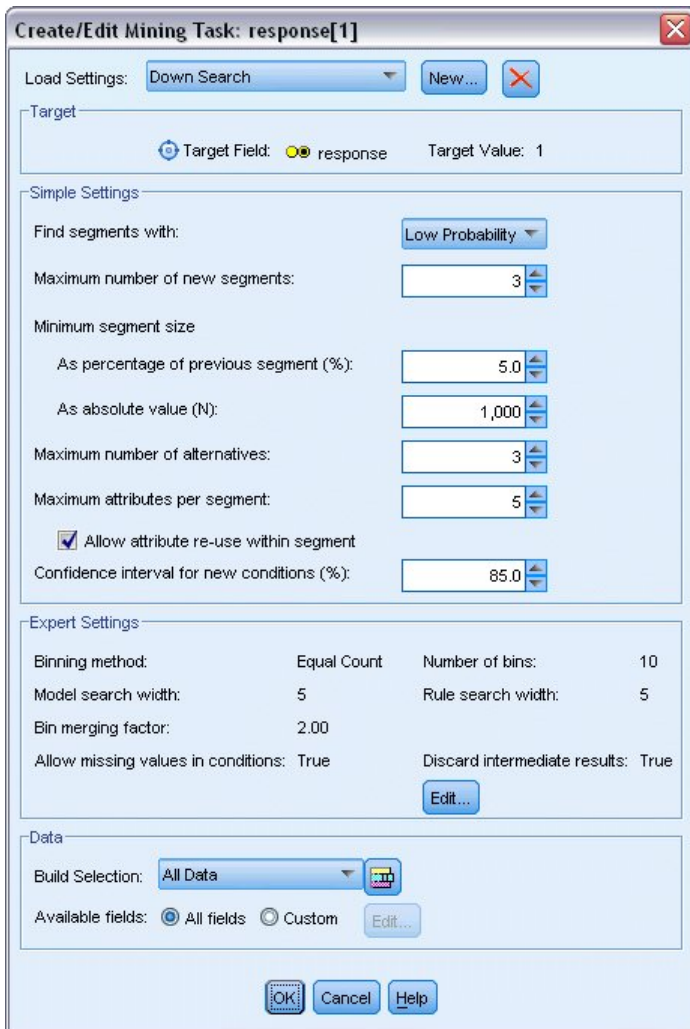 Create/Edit Mining Task: response[1]
Load Settings: Down Search New...
Target
Target Field: response Target Value: 1
Simple Settings
Find segments with: Low Probability
Maximum number of new segments: 3
Minimum segment size
As percentage of previous segment (%): 5.0
As absolute value (N): 1,000
Maximum number of alternatives: 3
Maximum attributes per segment: 5
Allow attribute re-use within segment
Confidence interval for new conditions (%): 85.0
Expert Settings
Binning method: Equal Count Number of bins: 10
Model search width: 5 Rule search width: 5
Bin merging factor: 2.00
Allow missing values in conditions: True Discard intermediate results: True
Edit...
Data
Build Selection: All Data
Available fields: All fields Custom Edit...
OK Cancel Help